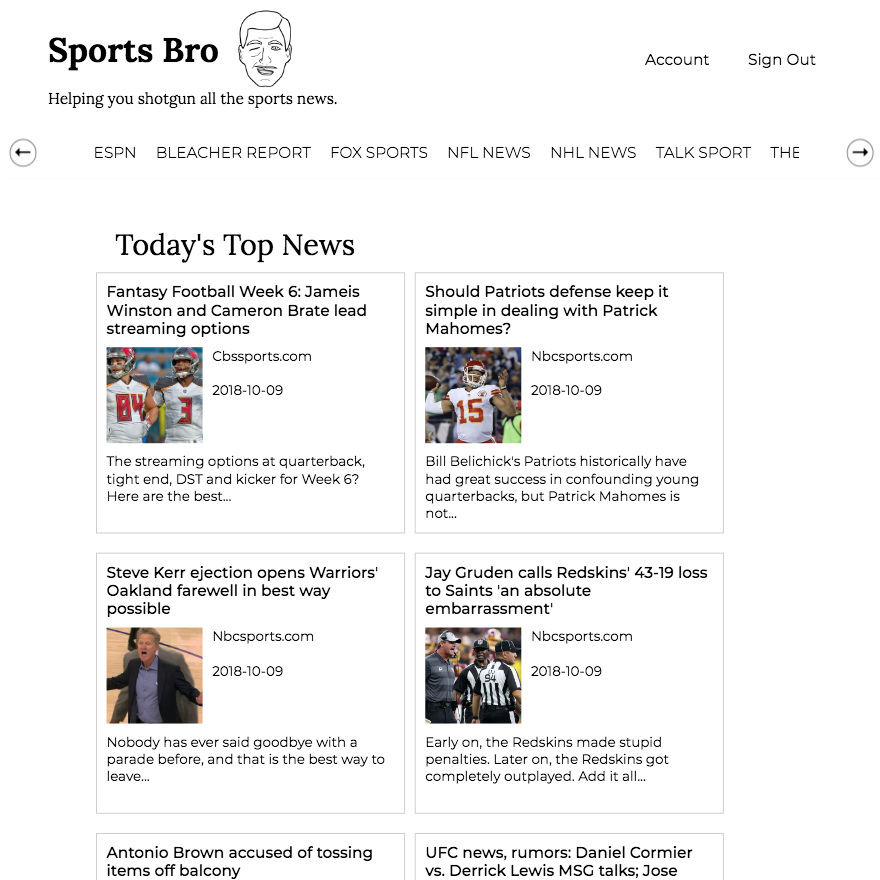 Sports Bro
Helping you shotgun all the sports news.
Account
Sign Out
ESPN
BLEACHER REPORT
FOX SPORTS
NFL NEWS
NHL NEWS
TALK SPORT
THE
Today's Top News
Fantasy Football Week 6: Jameis
Winston and Cameron Brate lead
streaming options
84
3
Cbssports.com
2018-10-09
The streaming options at quarterback,
tight end, DST and kicker for Week 6?
Here are the best...
Should Patriots defense keep it
simple in dealing with Patrick
Mahomes?
15
Nbcsports.com
2018-10-09
Bill Belichick's Patriots historically have
had great success in confounding young
quarterbacks, but Patrick Mahomes is
not...
Steve Kerr ejection opens Warriors'
Oakland farewell in best way
possible
Nbcsports.com
2018-10-09
Nobody has ever said goodbye with a
parade before, and that is the best way to
leave...
Jay Gruden calls Redskins' 43-19 loss
to Saints 'an absolute
embarrassment'
94
Nbcsports.com
2018-10-09
Early on, the Redskins made stupid
penalties. Later on, the Redskins got
completely outplayed. Add it all...
Antonio Brown accused of tossing
items off balcony
UFC news, rumors: Daniel Cormier
vs. Derrick Lewis MSG talks; Jose